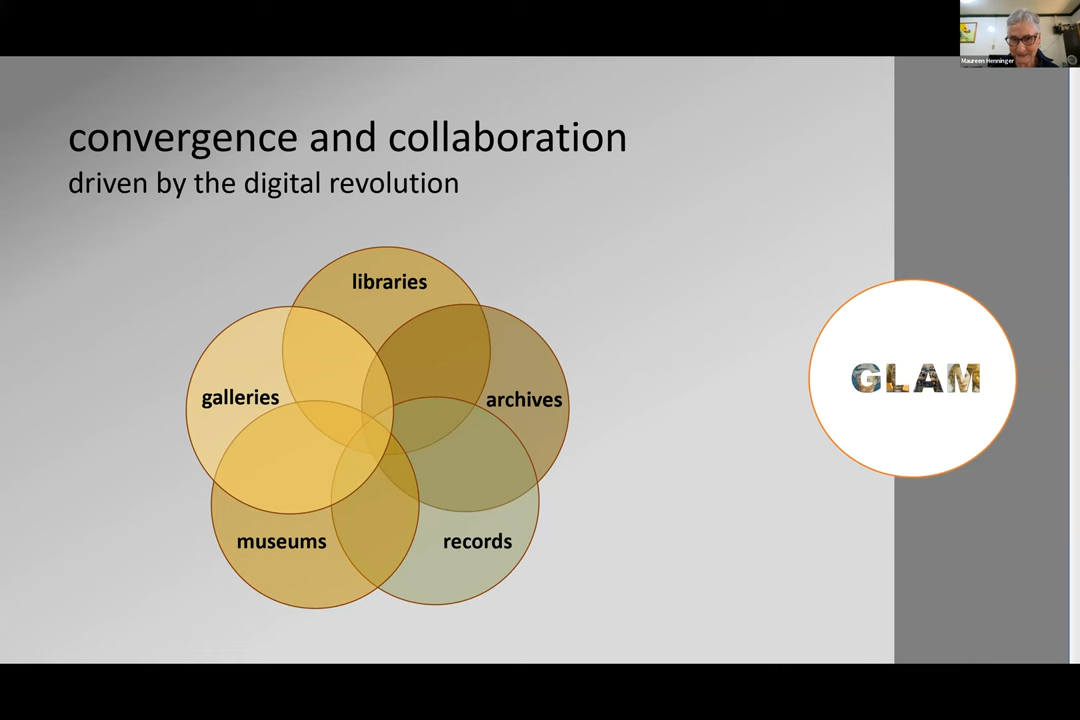 Maureen Henninger
convergence and collaboration
driven by the digital revolution
libraries
galleries
archives
museums
records
GLAM